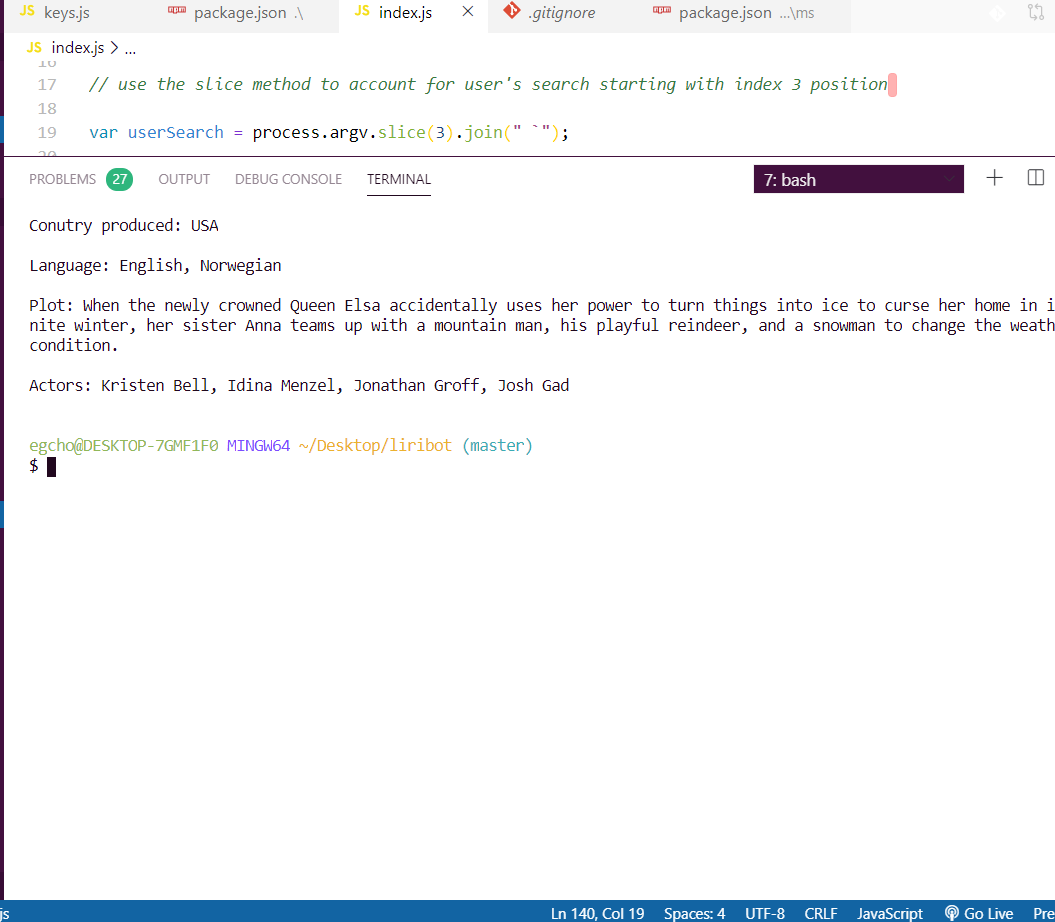 JS keys.js npm package.json .\ JS index.js × .gitignore npm package.json ...\ms
JS index.js > ...
16
17 // use the slice method to account for user's search starting with index 3 position
18
19 var userSearch = process.argv.slice(3).join(" `");
20
PROBLEMS 27 OUTPUT DEBUG CONSOLE TERMINAL 7: bash
Conutry produced: USA
Language: English, Norwegian
Plot: When the newly crowned Queen Elsa accidentally uses her power to turn things into ice to curse her home in i
nite winter, her sister Anna teams up with a mountain man, his playful reindeer, and a snowman to change the weath
condition.
Actors: Kristen Bell, Idina Menzel, Jonathan Groff, Josh Gad
egcho@DESKTOP-7GMF1F0 MINGW64 ~/Desktop/liribot (master)
$
js Ln 140, Col 19 Spaces: 4 UTF-8 CRLF JavaScript Go Live Pre